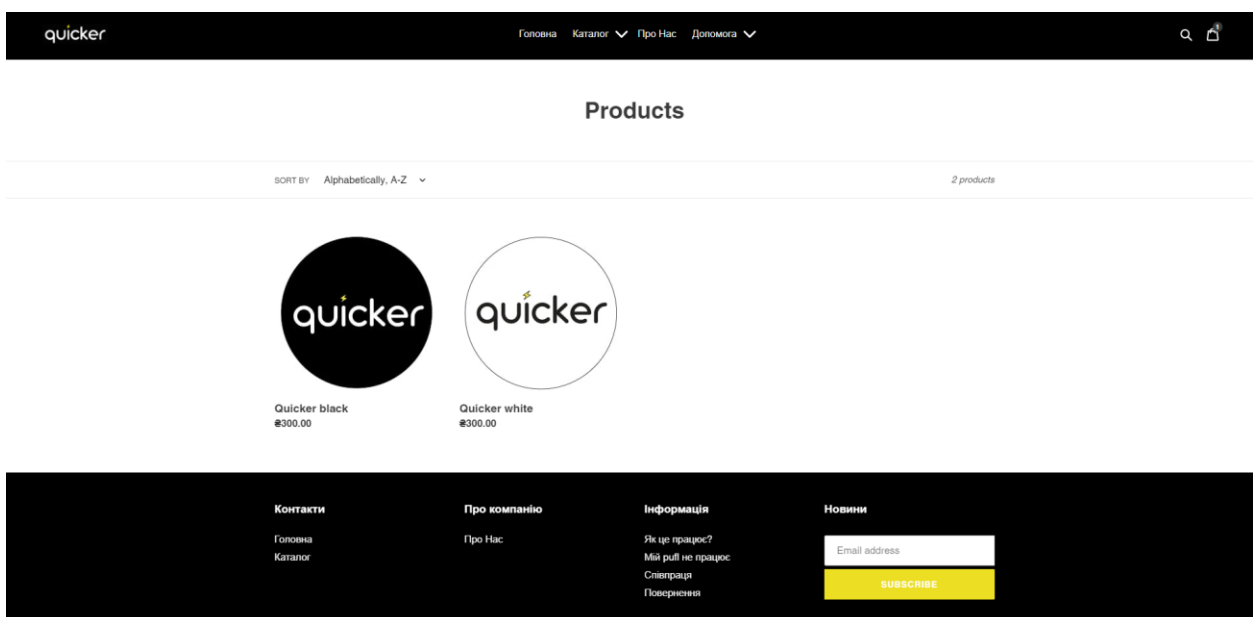 quicker
Головна Каталог Про Нас Допомога
1
Products
SORT BY Alphabetically, A-Z
2 products
quicker
quicker
Quicker black
₴300.00
Quicker white
₴300.00
Контакти
Головна
Каталог
Про компанію
Про Нас
Інформація
Як це працює?
Мій pufl не працює
Співпраця
Повернення
Новини
Email address
SUBSCRIBE